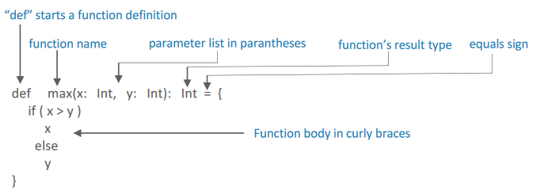 “def” starts a function definition
function name
parameter list in parantheses
function’s result type
equals sign
def max(x: Int, y: Int): Int = {
if ( x > y )
x
else
y
}
Function body in curly braces